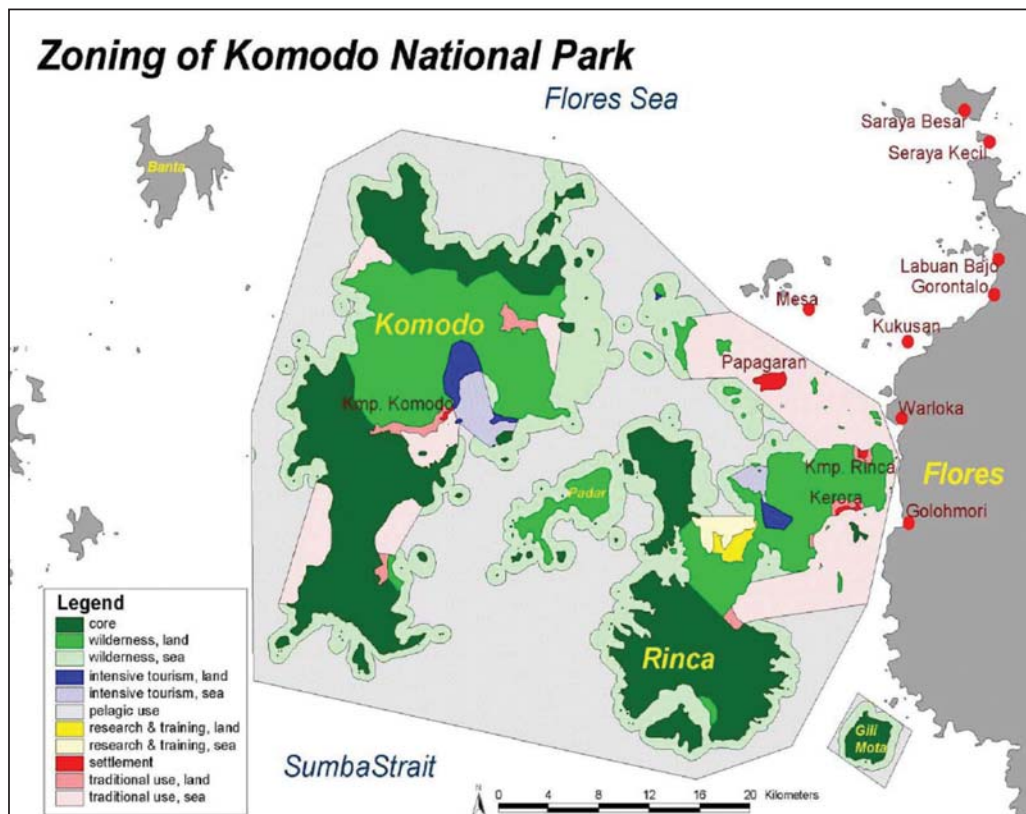 Zoning of Komodo National Park
Flores Sea
Banta
Saraya Besar
Seraya Kecil
Labuan Bajo
Gorontalo
Mesa
Kukusan
Komodo
Papagaran
Kmp. Komodo
Warloka
Kmp. Rinca
Flores
Padar
Kerora
Golohmori
Rinca
Gili
Mota
SumbaStrait
Legend
core
wilderness, land
wilderness, sea
intensive tourism, land
intensive tourism, sea
pelagic use
research & training, land
research & training, sea
settlement
traditional use, land
traditional use, sea
N
0 4 8 12 16 20 Kilometers